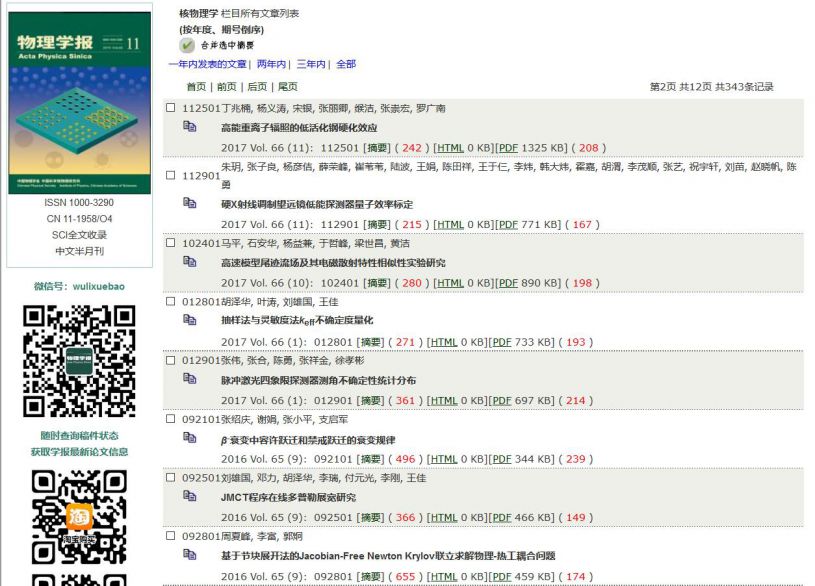 物理学报
11
Acta Physica Sinica
ISSN 1000-3290
CN 11-1958/O4
SCI全文收录
中文半月刊
微信号：wulixuebao
物理学报
随时查询稿件状态
获取学报最新论文信息
淘
淘宝购买
核物理学 栏目所有文章列表
(按年度、期号倒序)
合并选中摘要
一年内发表的文章| 两年内| 三年内| 全部
首页 | 前页 | 后页 | 尾页
第2页 共12页 共343条记录
112501丁兆楠, 杨义涛, 宋银, 张丽卿, 缑洁, 张崇宏, 罗广南
高能重离子辐照的低活化钢硬化效应
2017 Vol. 66 (11): 112501 [摘要] ( 242 ) [HTML 0 KB][PDF 1325 KB] ( 208 )
112901朱玥, 张子良, 杨彦佶, 薛荣峰, 崔苇苇, 陆波, 王娟, 陈田祥, 王于仨, 李炜, 韩大炜, 霍嘉, 胡渭, 李茂顺, 张艺, 祝宇轩, 刘苗, 赵晓帆, 陈
勇
硬X射线调制望远镜低能探测器量子效率标定
2017 Vol. 66 (11): 112901 [摘要] ( 215 ) [HTML 0 KB][PDF 771 KB] ( 167 )
102401马平, 石安华, 杨益兼, 于哲峰, 梁世昌, 黄洁
高速模型尾迹流场及其电磁散射特性相似性实验研究
2017 Vol. 66 (10): 102401 [摘要] ( 280 ) [HTML 0 KB][PDF 890 KB] ( 198 )
012801胡泽华, 叶涛, 刘雄国, 王佳
抽样法与灵敏度法keff不确定度量化
2017 Vol. 66 (1): 012801 [摘要] ( 271 ) [HTML 0 KB][PDF 733 KB] ( 193 )
012901张伟, 张合, 陈勇, 张祥金, 徐孝彬
脉冲激光四象限探测器测角不确定性统计分布
2017 Vol. 66 (1): 012901 [摘要] ( 361 ) [HTML 0 KB][PDF 697 KB] ( 214 )
092101张绍庆, 谢娟, 张小平, 支启军
β 衰变中容许跃迁和禁戒跃迁的衰变规律
2016 Vol. 65 (9): 092101 [摘要] ( 496 ) [HTML 0 KB][PDF 344 KB] ( 239 )
092501刘雄国, 邓力, 胡泽华, 李瑞, 付元光, 李刚, 王佳
JMCT程序在线多普勒展宽研究
2016 Vol. 65 (9): 092501 [摘要] ( 366 ) [HTML 0 KB][PDF 466 KB] ( 149 )
092801周夏峰, 李富, 郭炯
基于节块展开法的Jacobian-Free Newton Krylov联立求解物理-热工耦合问题
2016 Vol. 65 (9): 092801 [摘要] ( 655 ) [HTML 0 KB][PDF 459 KB] ( 174 )